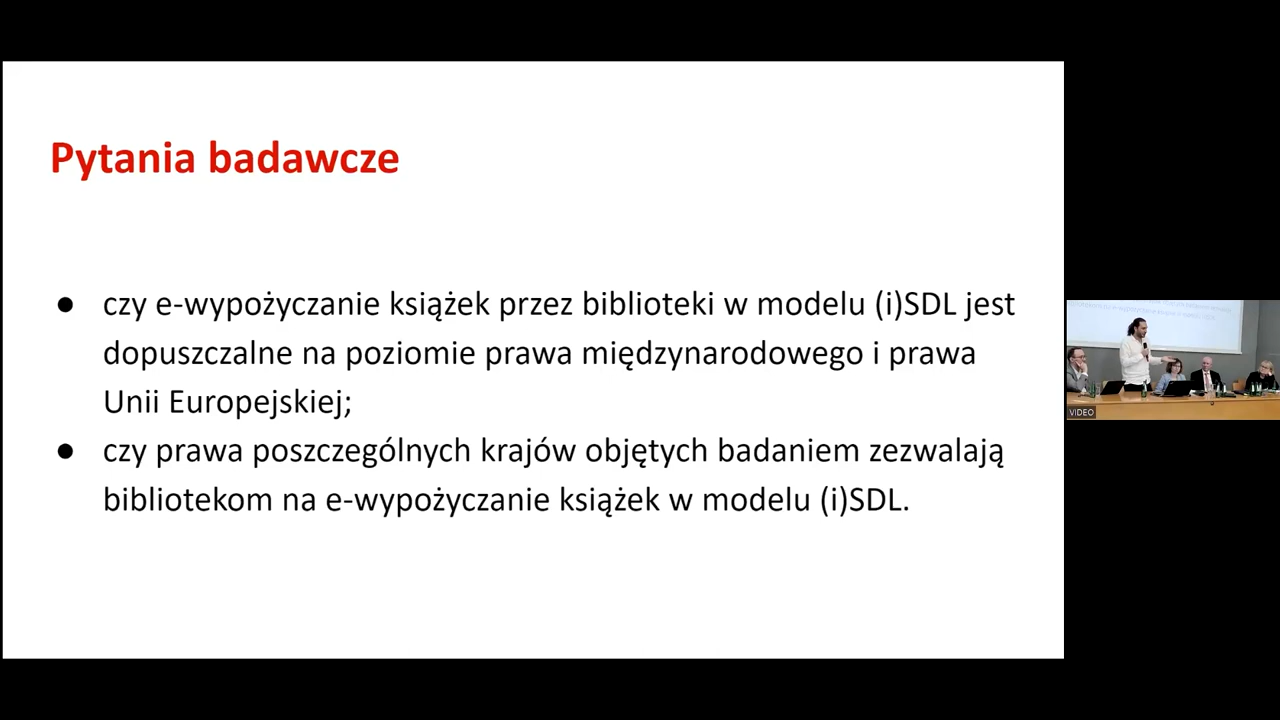 Pytania badawcze
● czy e-wypożyczanie książek przez biblioteki w modelu (i)SDL jest
dopuszczalne na poziomie prawa międzynarodowego i prawa
Unii Europejskiej;
● czy prawa poszczególnych krajów objętych badaniem zezwalają
bibliotekom na e-wypożyczanie książek w modelu (i)SDL.
VIDEO